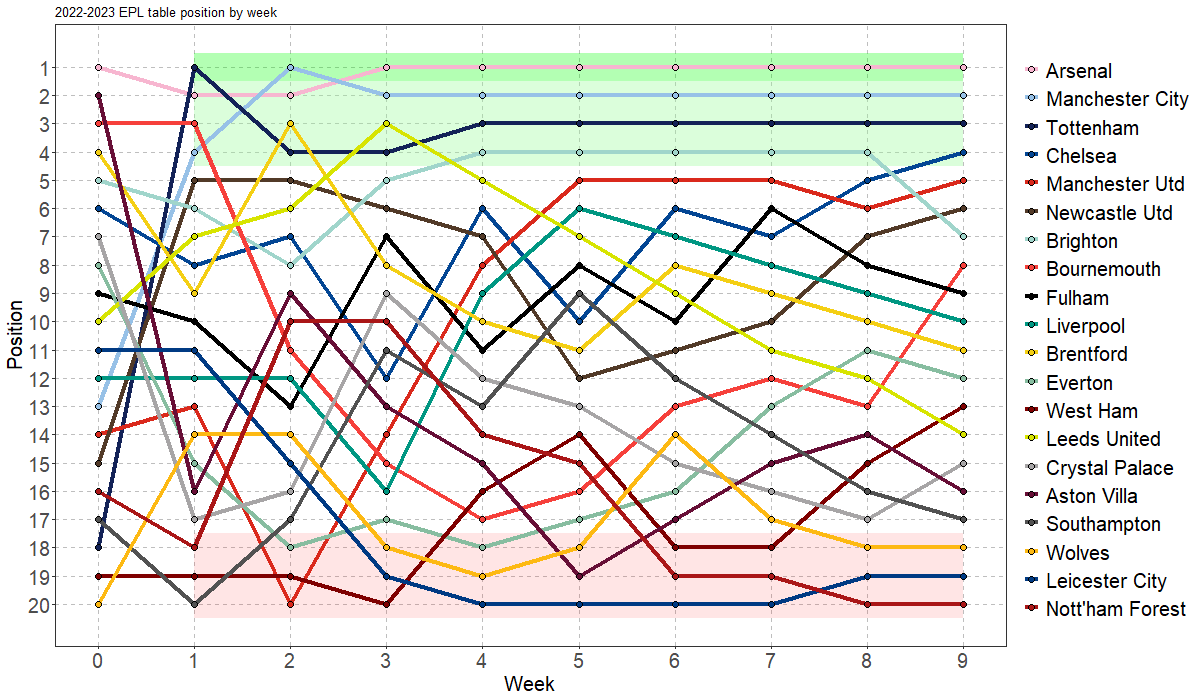 2022-2023 EPL table position by week
Position
1
2
3
4
5
6
7
8
9
10
11
12
13
14
15
16
17
18
19
20
0 1 2 3 4 5 6 7 8 9
Week
Arsenal
Manchester City
Tottenham
Chelsea
Manchester Utd
Newcastle Utd
Brighton
Bournemouth
Fulham
Liverpool
Brentford
Everton
West Ham
Leeds United
Crystal Palace
Aston Villa
Southampton
Wolves
Leicester City
Nott'ham Forest